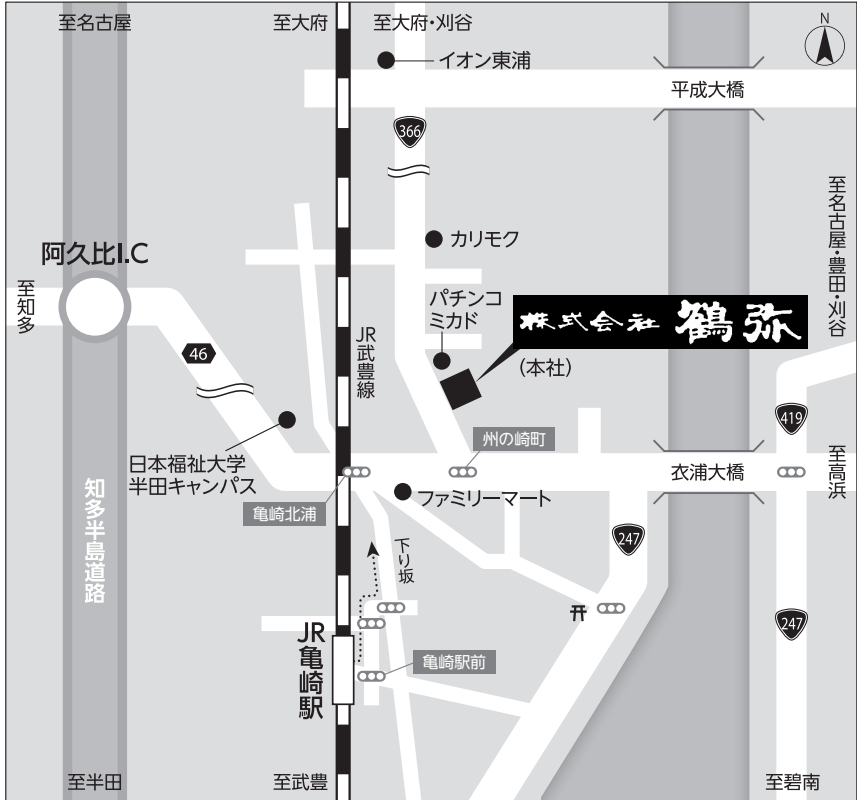 至名古屋
至大府
至大府・刈谷
N
イオン東浦
平成大橋
366
至名古屋・豊田・刈谷
カリモク
阿久比I.C
至知多
パチンコ
ミカド
株式会社 鶴弥
(本社)
46
JR武豊線
419
州の崎町
日本福祉大学
半田キャンパス
衣浦大橋
至高浜
亀崎北浦
ファミリーマート
知多半島道路
下り坂
247
247
JR亀崎駅
亀崎駅前
至半田
至武豊
至碧南